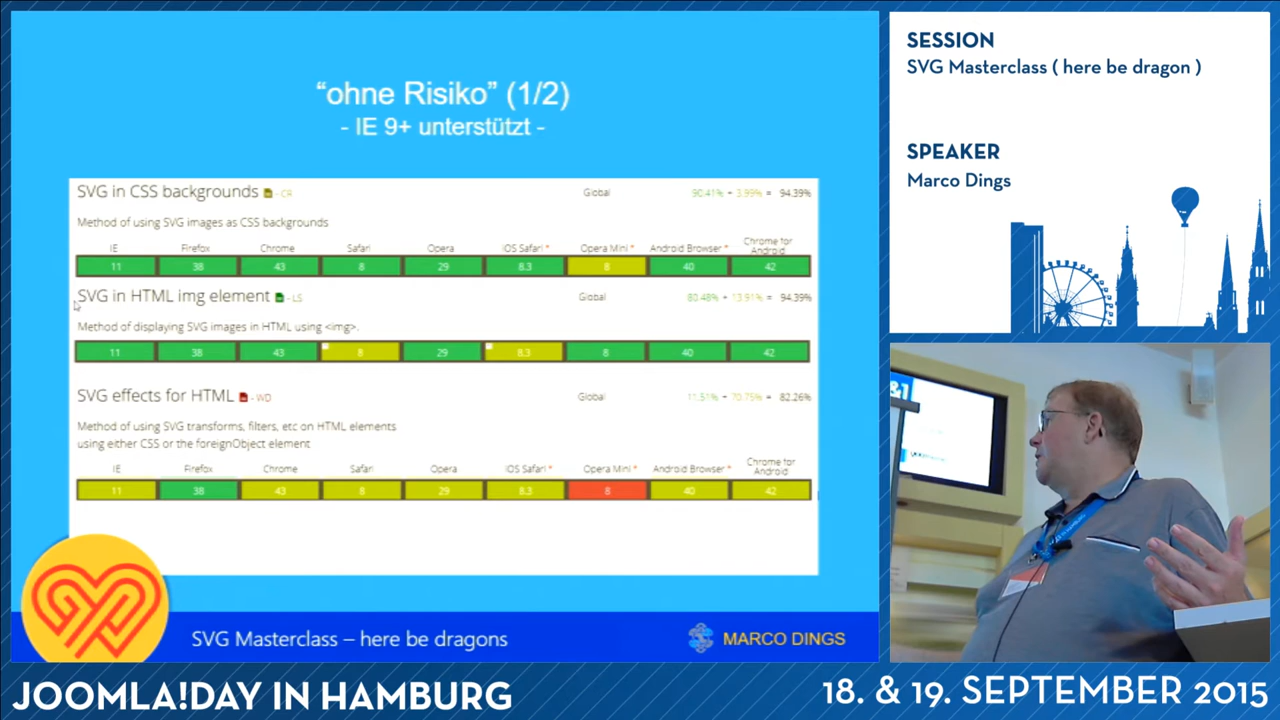 “ohne Risiko” (1/2)
- IE 9+ unterstützt -
SVG in CSS backgrounds - CR Global 90.41% + 3.99% = 94.39%
Method of using SVG images as CSS backgrounds
IE Firefox Chrome Safari Opera iOS Safari* Opera Mini* Android Browser* Chrome for Android
11 38 43 8 29 8.3 8 40 42
SVG in HTML img element - LS Global 80.48% + 13.91% = 94.39%
Method of displaying SVG images in HTML using <img>.
11 38 43 8 29 8.3 8 40 42
SVG effects for HTML - WD Global 11.51% + 70.75% = 82.26%
Method of using SVG transforms, filters, etc on HTML elements
using either CSS or the foreignObject element
IE Firefox Chrome Safari Opera iOS Safari* Opera Mini* Android Browser* Chrome for Android
11 38 43 8 29 8.3 8 40 42
SVG Masterclass – here be dragons
MARCO DINGS
SESSION
SVG Masterclass ( here be dragon )
SPEAKER
Marco Dings
JOOMLA!DAY IN HAMBURG
18. & 19. SEPTEMBER 2015